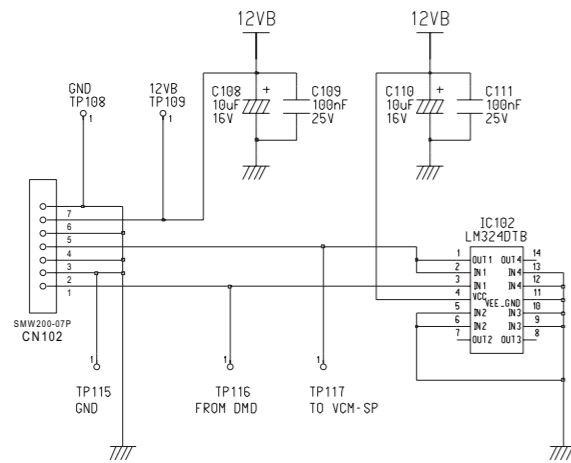 12VB
12VB
GND
TP108
1
12VB
TP109
1
C108
10uF
16V
+
C109
100nF
25V
C110
10uF
16V
+
C111
100nF
25V
7
6
5
4
3
2
1
SMW200-07P
CN102
IC102
LM324DTB
1 OUT1 OUT4 14
2 IN1 IN4 13
3 IN1 IN4 12
4 VCC VEE_GND 11
5 IN2 IN3 10
6 IN2 IN3 9
7 OUT2 OUT3 8
1
TP115
GND
1
TP116
FROM DMD
1
TP117
TO VCM-SP